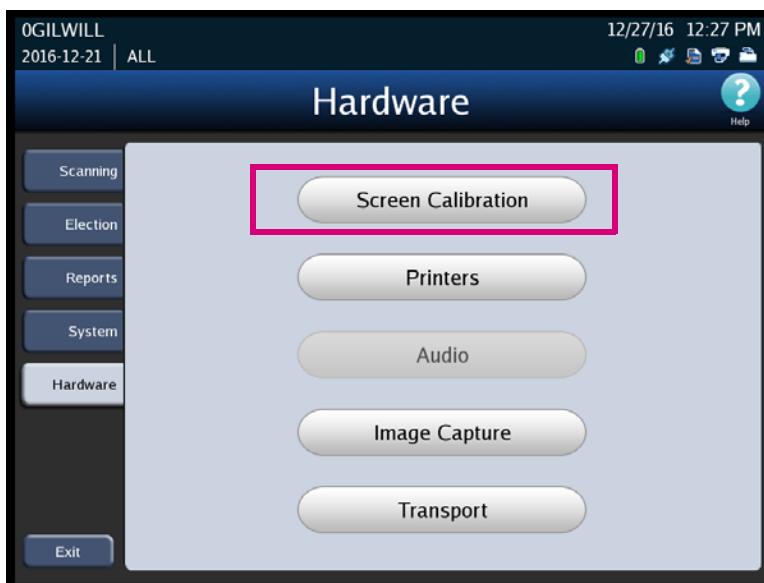 0GILWILL
12/27/16 12:27 PM
2016-12-21 | ALL
Hardware
Help
Scanning
Election
Reports
System
Hardware
Exit
Screen Calibration
Printers
Audio
Image Capture
Transport